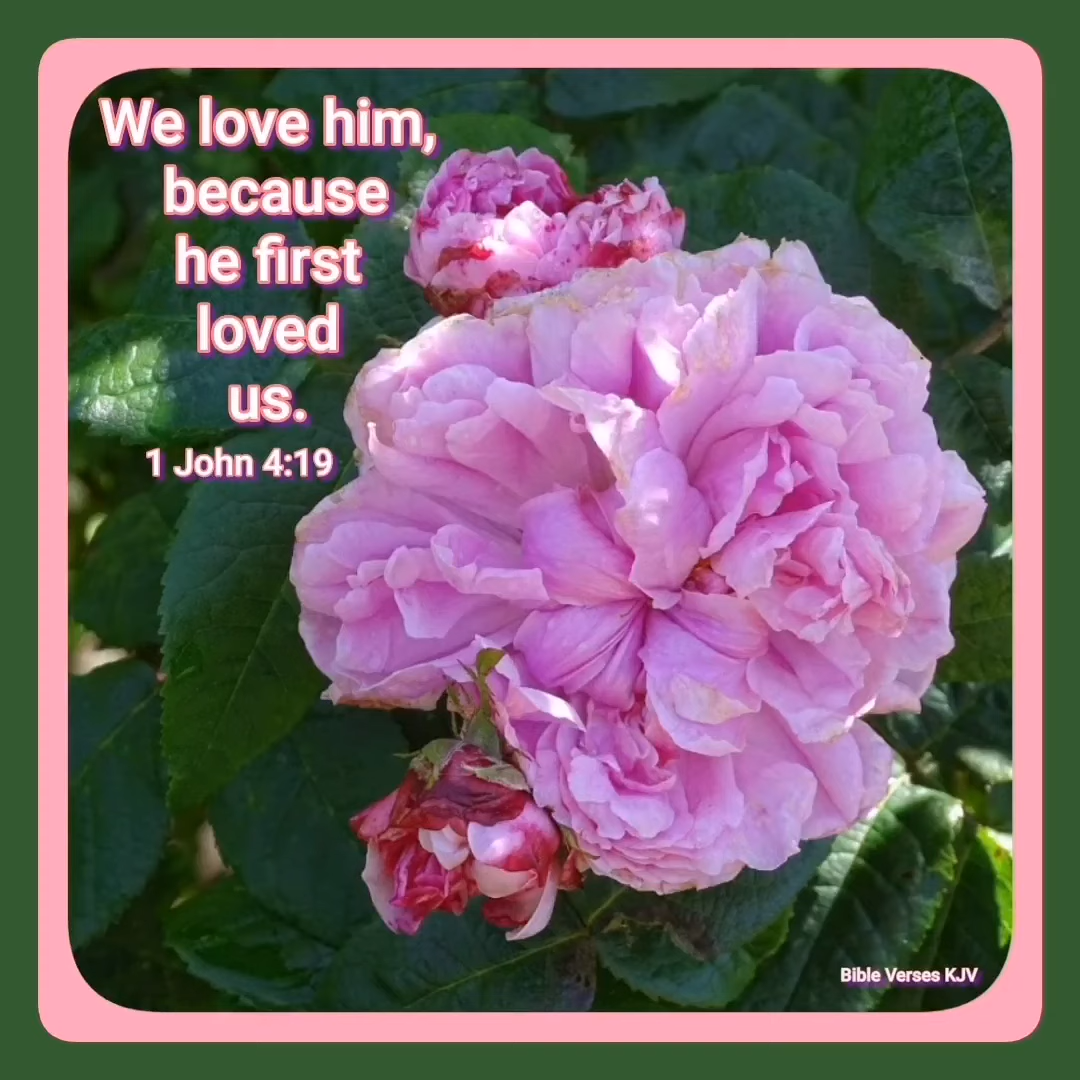 We love him,
because
he first
loved
us.
1 John 4:19
Bible Verses KJV